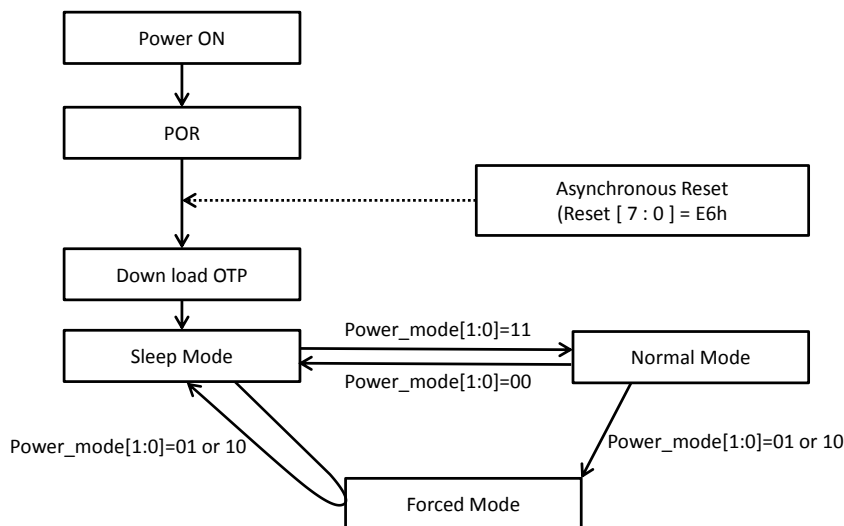 Power ON
POR
Asynchronous Reset
(Reset [ 7 : 0 ] = E6h
Down load OTP
Power_mode[1:0]=11
Sleep Mode
Normal Mode
Power_mode[1:0]=00
Power_mode[1:0]=01 or 10
Power_mode[1:0]=01 or 10
Forced Mode